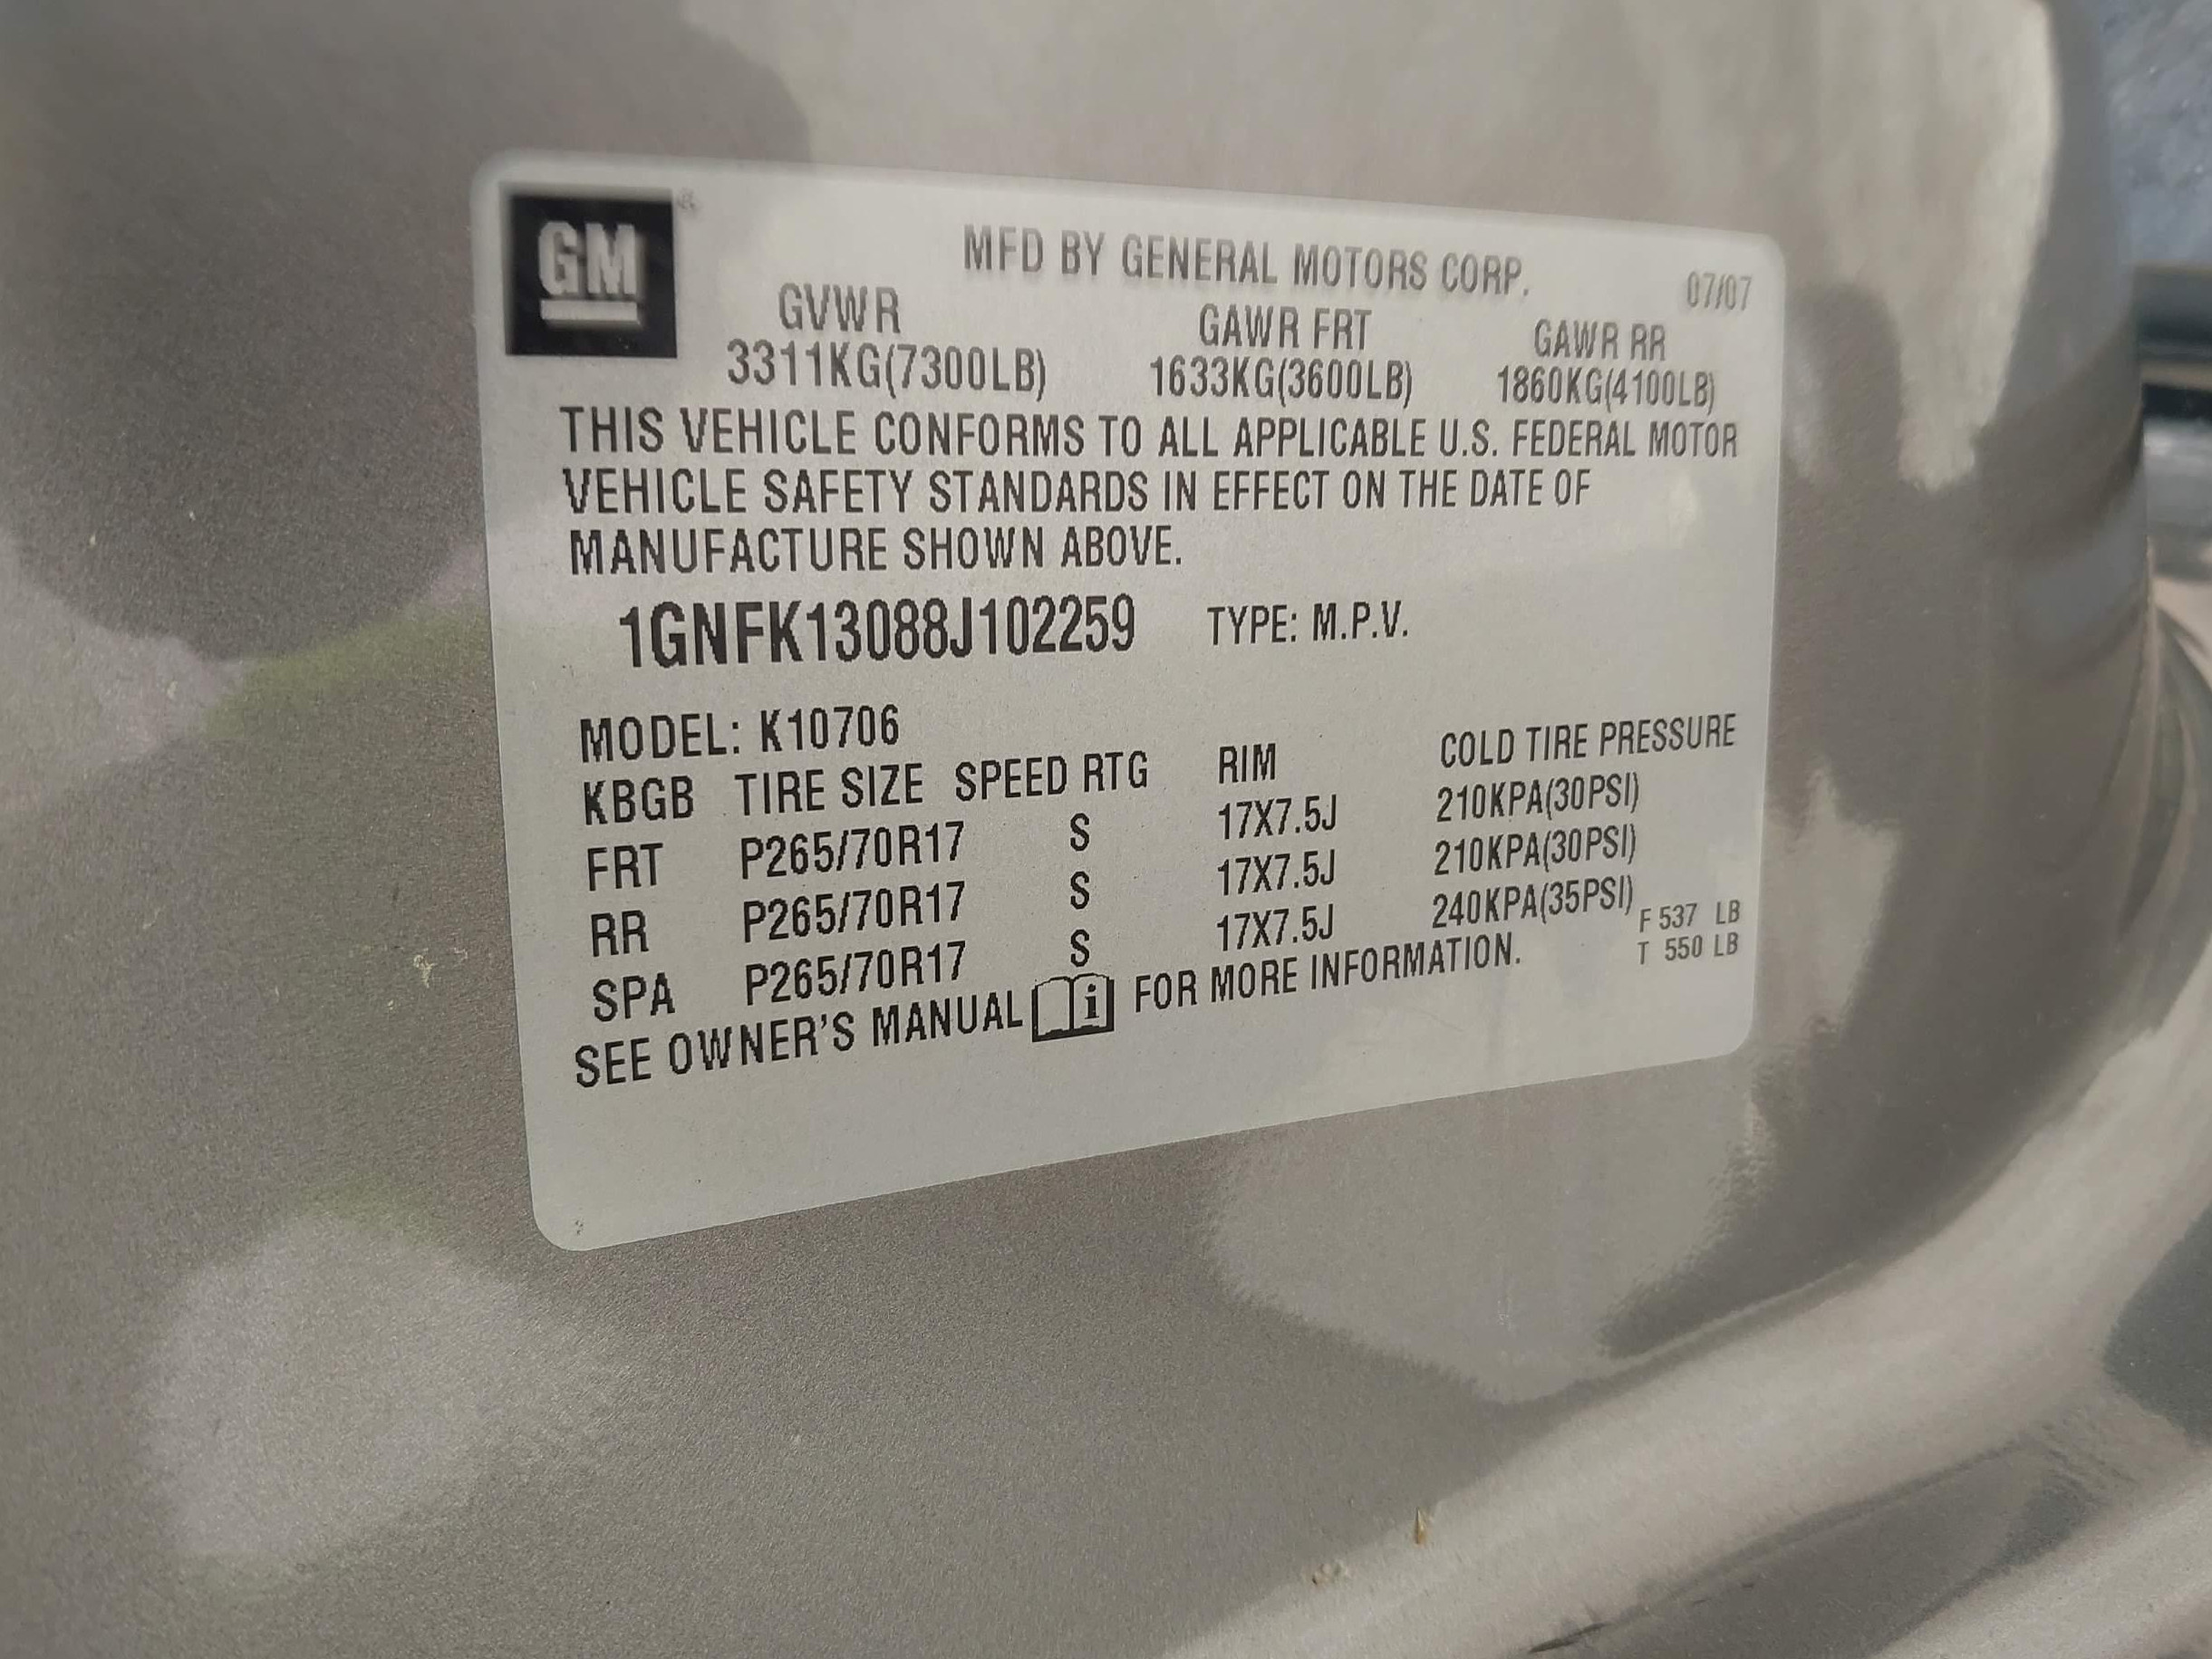 GM ®
MFD BY GENERAL MOTORS CORP. 07/07
GVWR GAWR FRT GAWR RR
3311KG(7300LB) 1633KG(3600LB) 1860KG(4100LB)
THIS VEHICLE CONFORMS TO ALL APPLICABLE U.S. FEDERAL MOTOR
VEHICLE SAFETY STANDARDS IN EFFECT ON THE DATE OF
MANUFACTURE SHOWN ABOVE.
1GNFK13088J102259 TYPE: M.P.V.
MODEL: K10706
KBGB TIRE SIZE SPEED RTG RIM COLD TIRE PRESSURE
FRT P265/70R17 S 17X7.5J 210KPA(30PSI)
RR P265/70R17 S 17X7.5J 210KPA(30PSI)
SPA P265/70R17 S 17X7.5J 240KPA(35PSI)
SEE OWNER'S MANUAL i FOR MORE INFORMATION.
F 537 LB
T 550 LB